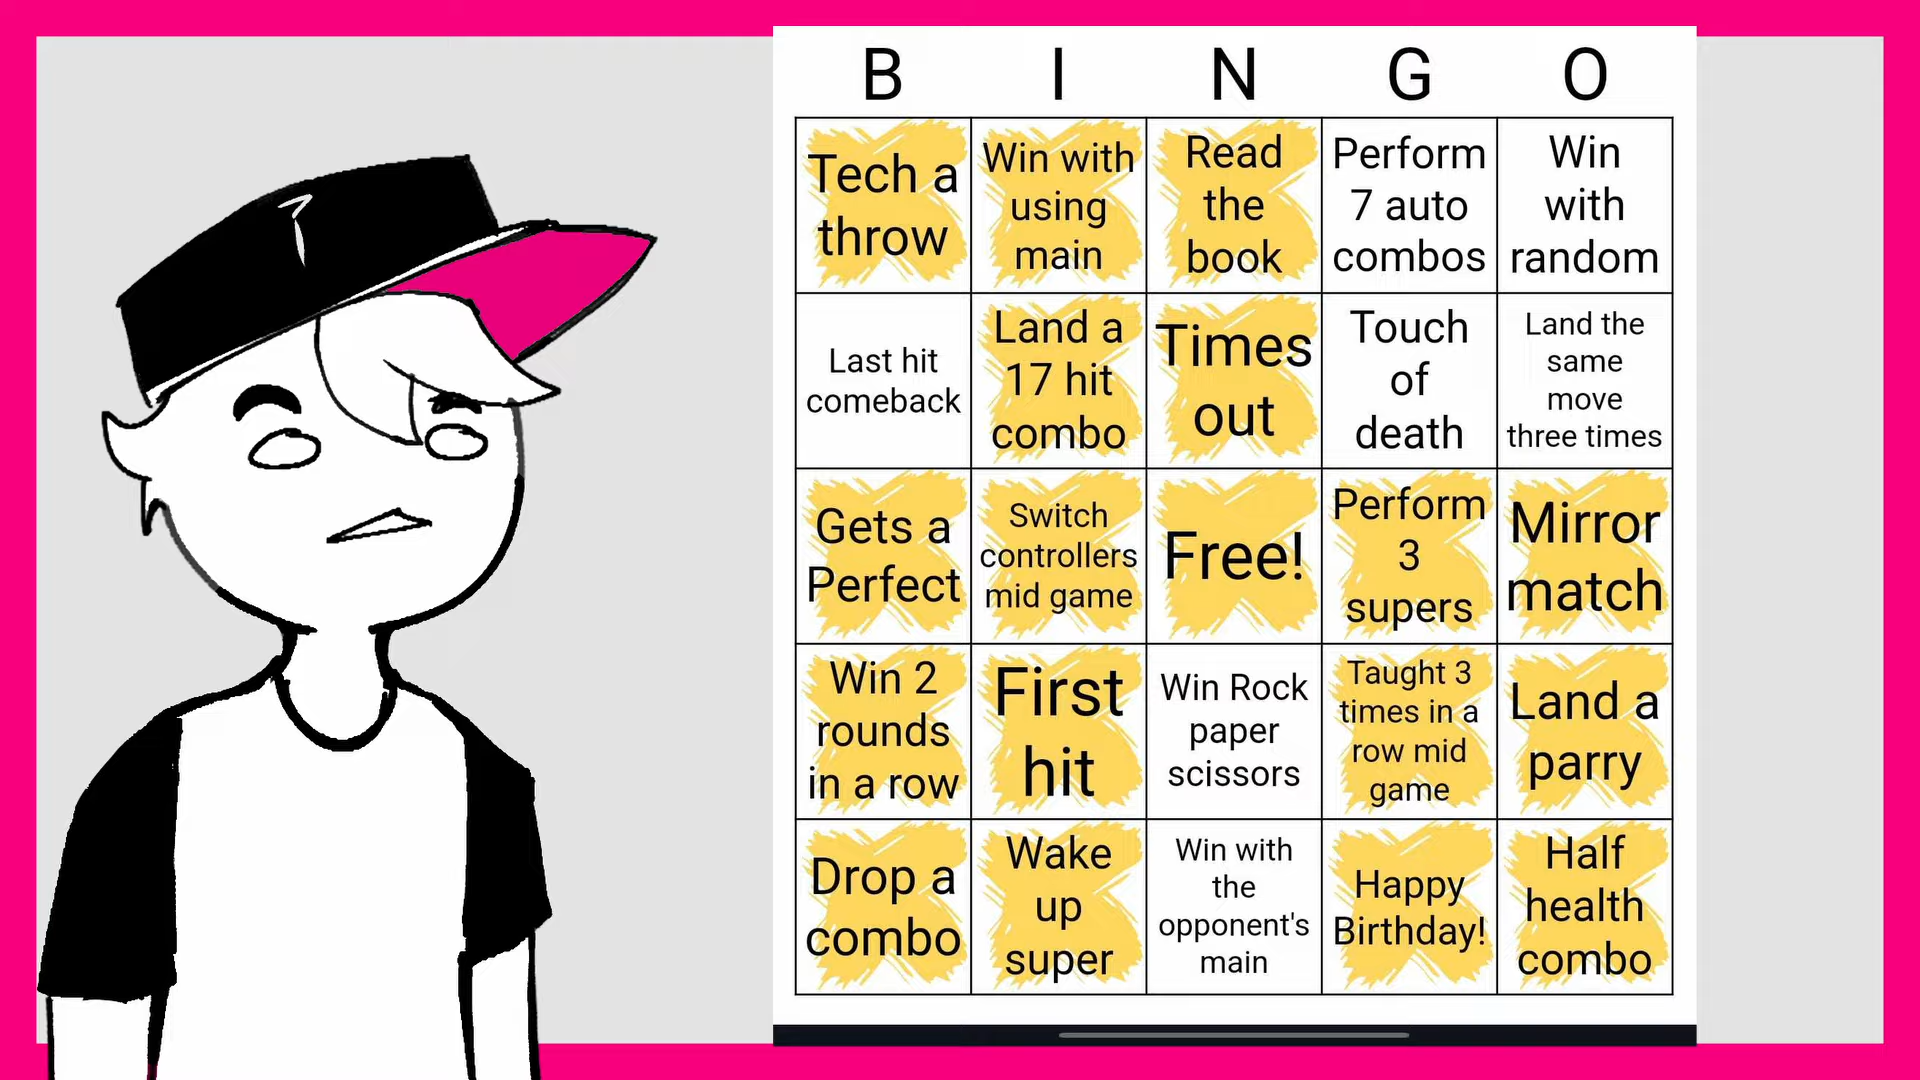 B I N G O
Tech a
throw
Win with
using
main
Read
the
book
Perform
7 auto
combos
Win
with
random
Last hit
comeback
Land a
17 hit
combo
Times
out
Touch
of
death
Land the
same
move
three times
Gets a
Perfect
Switch
controllers
mid game
Free!
Perform
3
supers
Mirror
match
Win 2
rounds
in a row
First
hit
Win Rock
paper
scissors
Taught 3
times in a
row mid
game
Land a
parry
Drop a
combo
Wake
up
super
Win with
the
opponent's
main
Happy
Birthday!
Half
health
combo